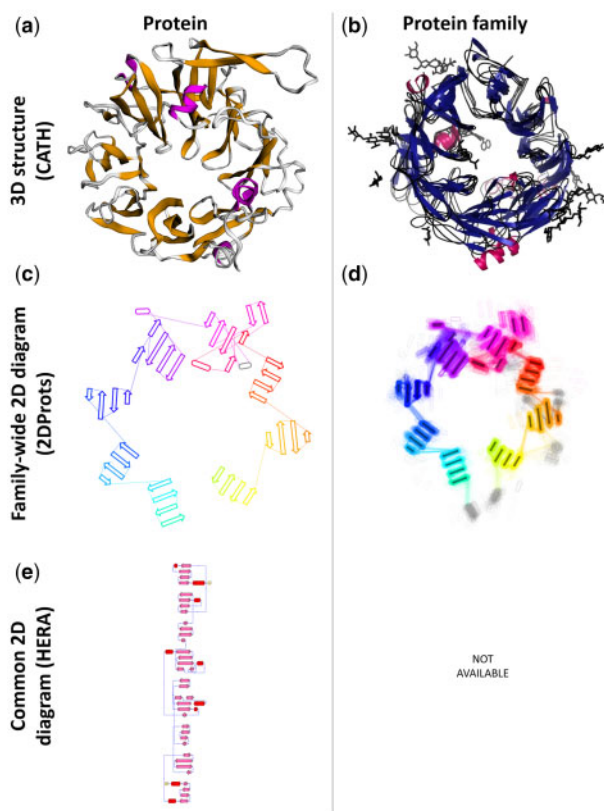 (a)
Protein
(b)
Protein family
3D structure
(CATH)
(c)
(d)
Family-wide 2D diagram
(2DProts)
(e)
Common 2D
diagram (HERA)
NOT
AVAILABLE